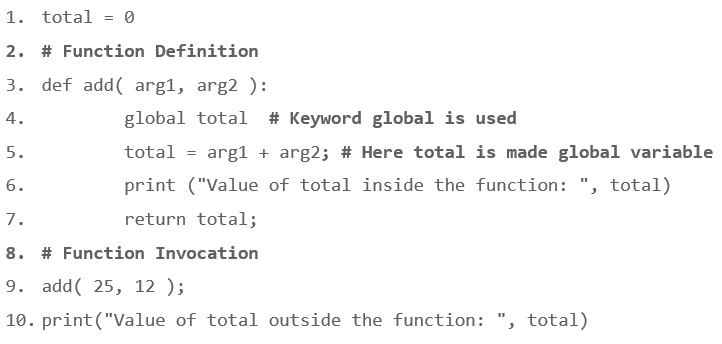 1. total = 0
2. # Function Definition
3. def add( arg1, arg2 ):
4. global total  # Keyword global is used
5. total = arg1 + arg2; # Here total is made global variable
6. print ("Value of total inside the function: ", total)
7. return total;
8. # Function Invocation
9. add( 25, 12 );
10. print("Value of total outside the function: ", total)